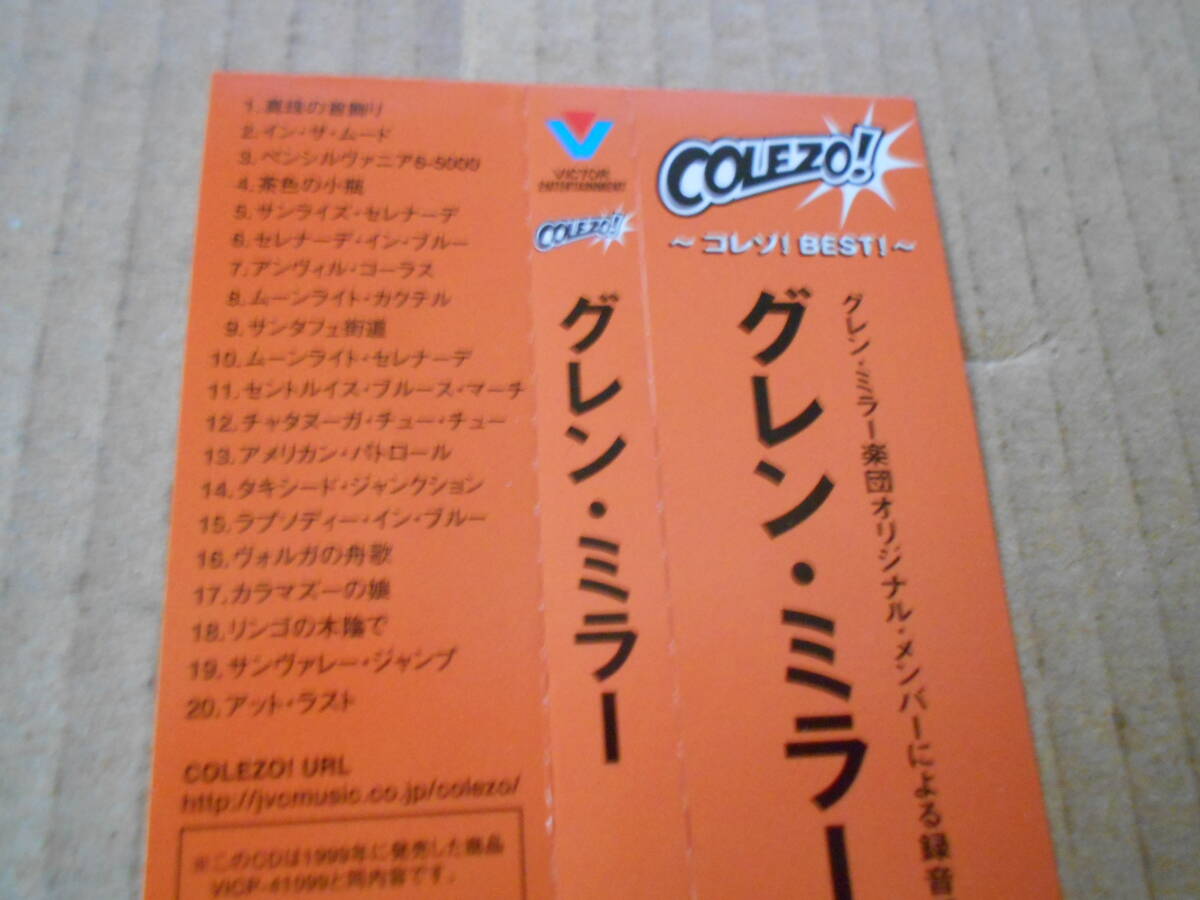 1. 真珠の首飾り
2. イン・ザ・ムード
3. ペンシルヴァニア6-5000
4. 茶色の小瓶
5. サンライズ・セレナーデ
6. セレナーデ・イン・ブルー
7. アンヴィル・コーラス
8. ムーンライト・カクテル
9. サンタフェ街道
10. ムーンライト・セレナーデ
11. セントルイス・ブルース・マーチ
12. チャタヌーガ・チュー・チュー
13. アメリカン・パトロール
14. タキシード・ジャンクション
15. ラプソディー・イン・ブルー
16. ヴォルガの舟歌
17. カラマズーの娘
18. リンゴの木陰で
19. サンヴァレー・ジャンプ
20. アット・ラスト
COLEZO! URL
http://jvcmusic.co.jp/colezo/
※このCDは1999年に発売した商品
VICP-41099と同内容です。
VICTOR
ENTERTAINMENT
COLEZO!
グレン・ミラー
COLEZO!
〜コレゾ! BEST!〜
グレン・ミラー
グレン・ミラー楽団オリジナル・メンバーによる録音